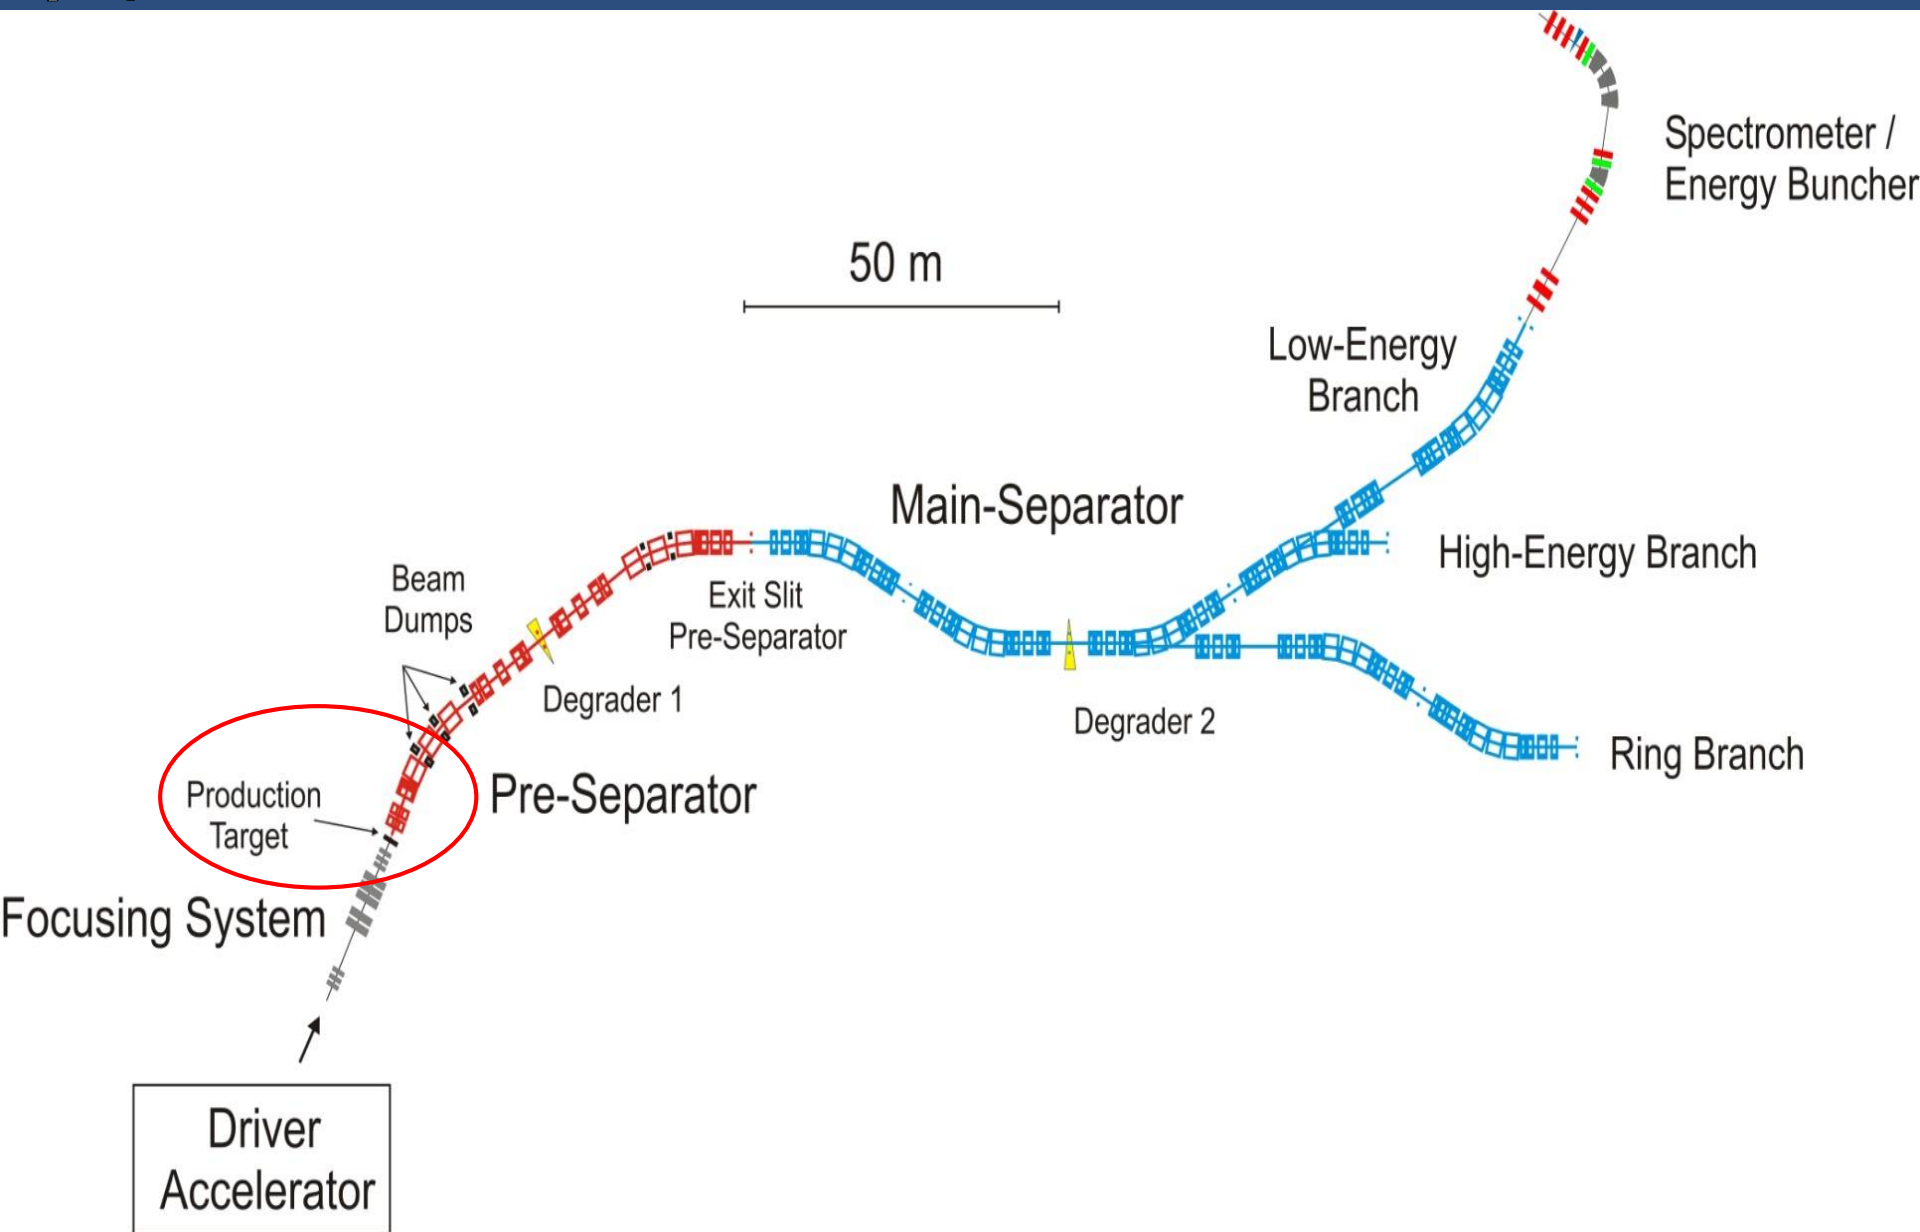 Spectrometer /
Energy Buncher
50 m
Low-Energy
Branch
Main-Separator
High-Energy Branch
Beam
Dumps
Exit Slit
Pre-Separator
Degrader 1
Degrader 2
Ring Branch
Production
Target
Pre-Separator
Focusing System
Driver
Accelerator